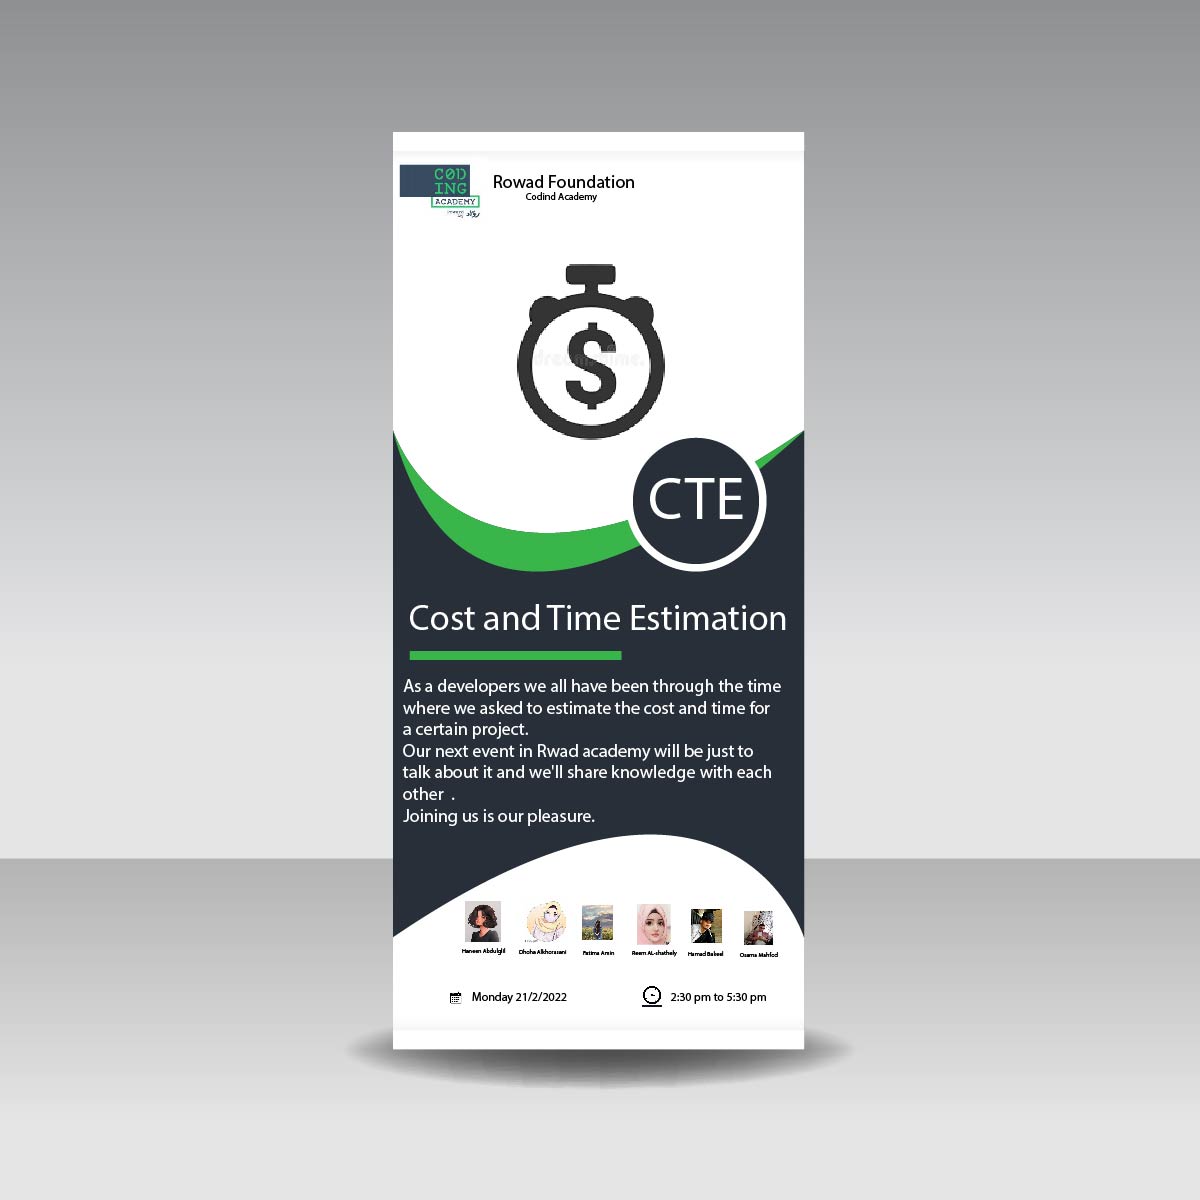 COD
ING
ACADEMY
Rowad Foundation
Codind Academy
$
dreamstime.
CTE
Cost and Time Estimation
As a developers we all have been through the time
where we asked to estimate the cost and time for
a certain project.
Our next event in Rwad academy will be just to
talk about it and we'll share knowledge with each
other .
Joining us is our pleasure.
Haneen Abdulglil Dhoha Alkhorasani Fatima Amin Reem AL-shathely Hamad Bakeel Osama Mahfod
Monday 21/2/2022 2:30 pm to 5:30 pm